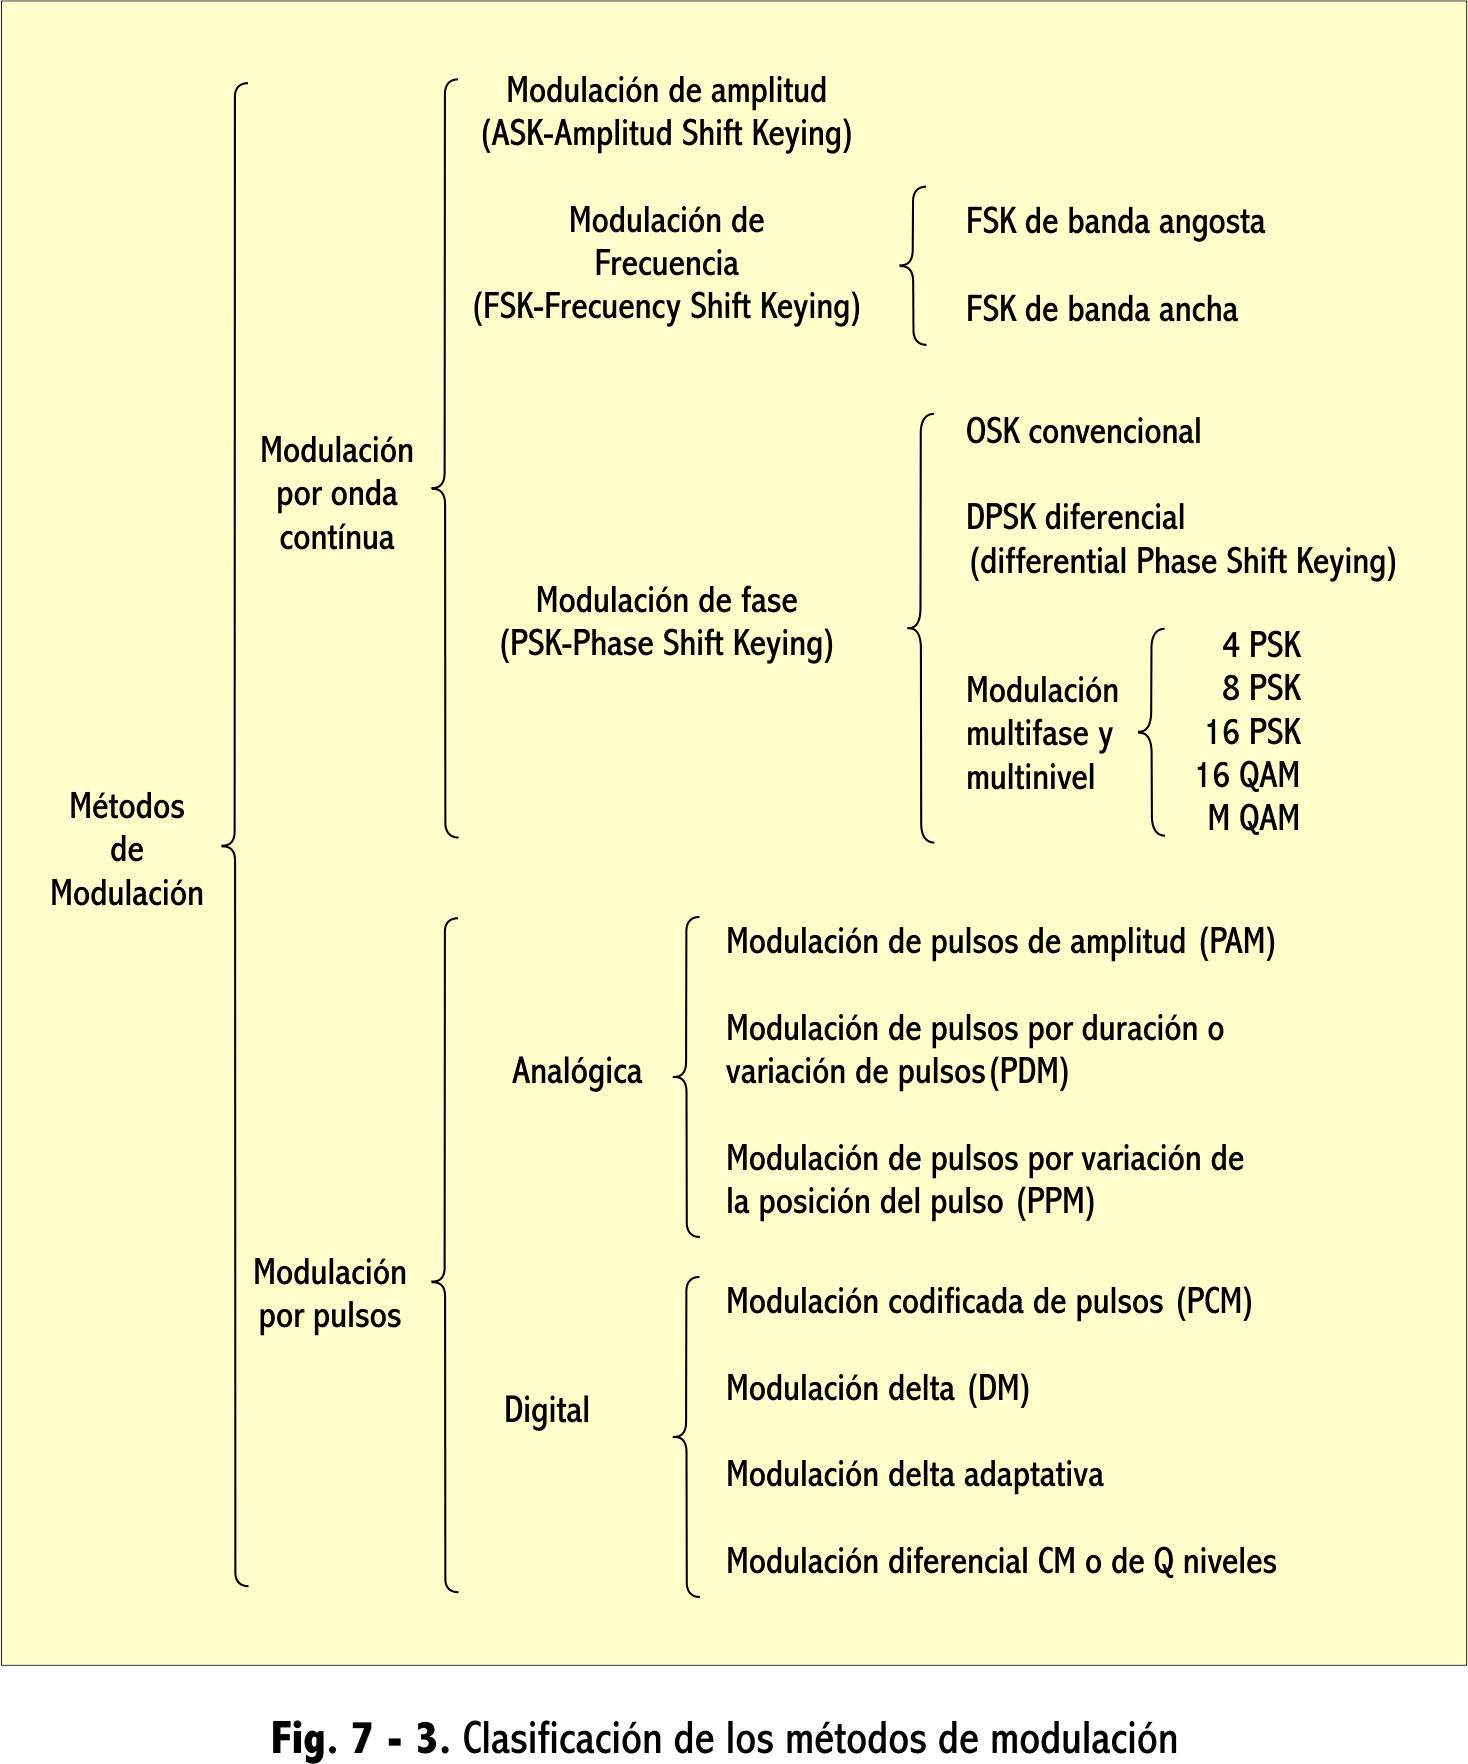 Modulación de amplitud
(ASK-Amplitud Shift Keying)
Modulación de
Frecuencia
(FSK-Frecuency Shift Keying)
FSK de banda angosta
FSK de banda ancha
Modulación
por onda
contínua
OSK convencional
DPSK diferencial
(differential Phase Shift Keying)
Modulación de fase
(PSK-Phase Shift Keying)
Modulación
multifase y
multinivel
4 PSK
8 PSK
16 PSK
16 QAM
M QAM
Métodos
de
Modulación
Modulación de pulsos de amplitud (PAM)
Modulación de pulsos por duración o
variación de pulsos (PDM)
Analógica
Modulación de pulsos por variación de
la posición del pulso (PPM)
Modulación
por pulsos
Modulación codificada de pulsos (PCM)
Modulación delta (DM)
Digital
Modulación delta adaptativa
Modulación diferencial CM o de Q niveles
Fig. 7 - 3. Clasificación de los métodos de modulación